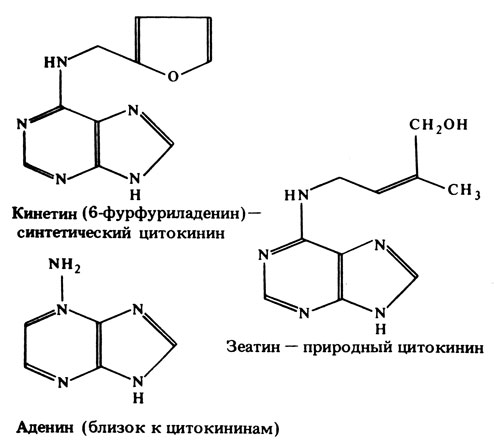 HN
O
N
N
N
N
H
Кинетин (6-фурфуриладенин)—
синтетический цитокинин
CH₂OH
HN
CH₃
N
N
N
N
H
Зеатин — природный цитокинин
NH₂
N
N
N
N
H
Аденин (близок к цитокининам)